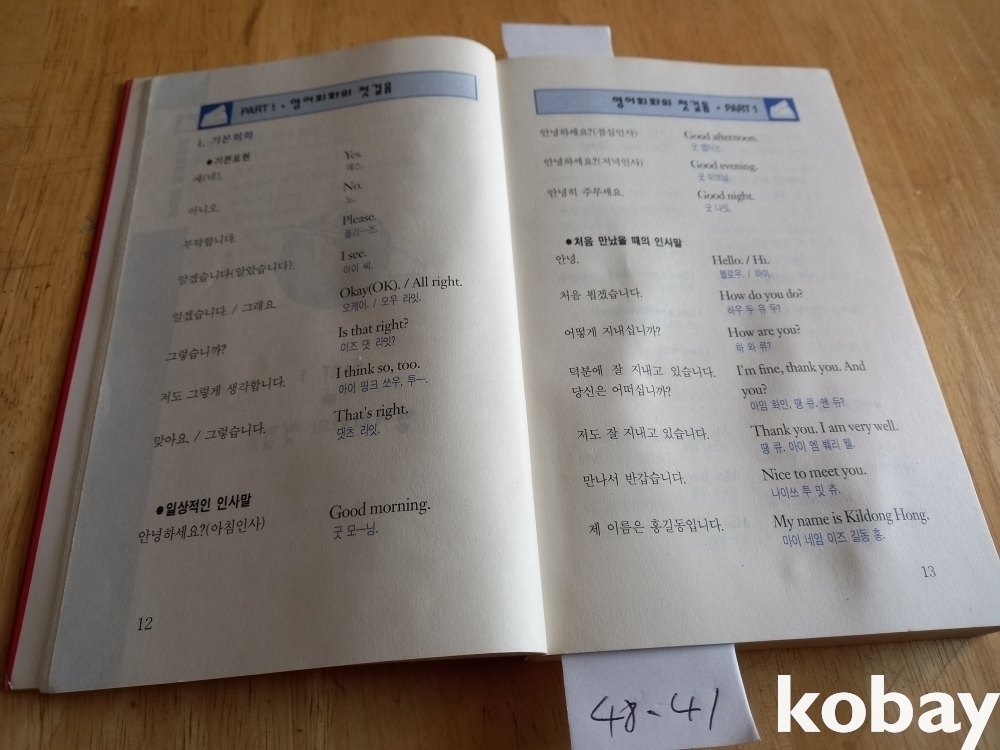 PART 1 • 영어회화의 첫걸음
1. 기본회화
●기본표현
예(네). Yes.
예스.
아니오. No.
노.
부탁합니다. Please.
플리—즈.
알겠습니다(알았습니다). I see.
아이 씨.
알겠습니다. / 그래요. Okay(OK). / All right.
오케이. / 오우 라잇.
그렇습니까? Is that right?
이즈 댓 라잇?
저도 그렇게 생각합니다. I think so, too.
아이 띵크 쏘우, 투—.
맞아요. / 그렇습니다. That's right.
댓츠 라잇.
●일상적인 인사말
안녕하세요?(아침인사) Good morning.
굿 모—닝.
12
영어회화의 첫걸음 • PART 1
안녕하세요?(점심인사) Good afternoon.
굿 앱터눈.
안녕하세요?(저녁인사) Good evening.
굿 이브닝.
안녕히 주무세요. Good night.
굿 나잇.
●처음 만났을 때의 인사말
안녕. Hello. / Hi.
헬로우. / 하이.
처음 뵙겠습니다. How do you do?
하우 두 유 두?
어떻게 지내십니까? How are you?
하 와 류?
덕분에 잘 지내고 있습니다. I'm fine, thank you. And
당신은 어떠십니까? you?
아임 화인. 땡 큐. 앤 듀?
저도 잘 지내고 있습니다. Thank you. I am very well.
땡 큐. 아이 엠 붸리 웰.
만나서 반갑습니다. Nice to meet you.
나이쓰 투 밋 츄.
제 이름은 홍길동입니다. My name is Kildong Hong.
마이 네임 이즈 길동 홍.
13
48-41
kobay